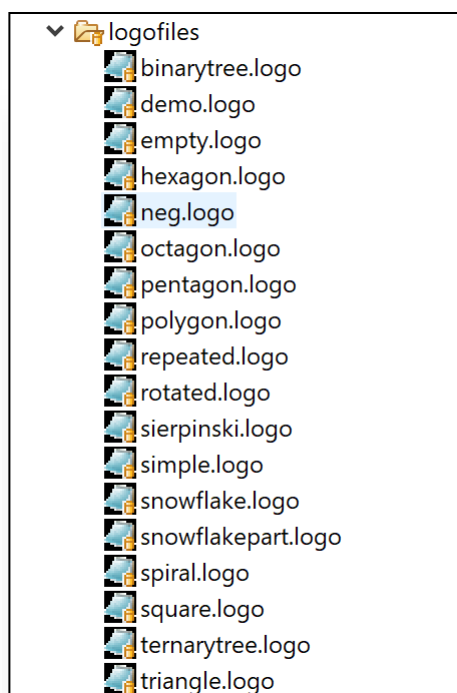 logofiles
binarytree.logo
demo.logo
empty.logo
hexagon.logo
neg.logo
octagon.logo
pentagon.logo
polygon.logo
repeated.logo
rotated.logo
sierpinski.logo
simple.logo
snowflake.logo
snowflakepart.logo
spiral.logo
square.logo
ternarytree.logo
triangle.logo